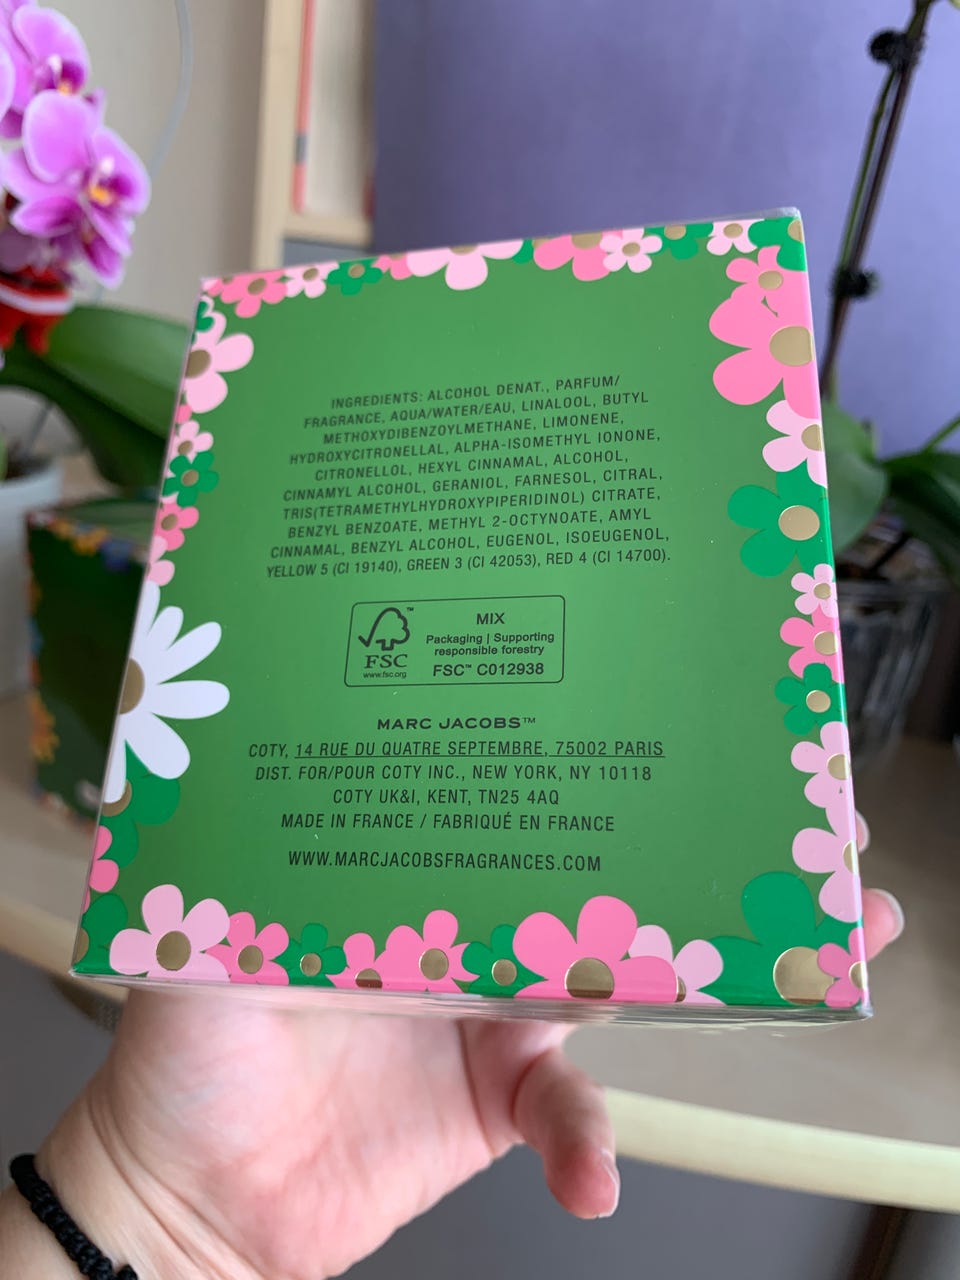 INGREDIENTS: ALCOHOL DENAT., PARFUM/
FRAGRANCE, AQUA/WATER/EAU, LINALOOL, BUTYL
METHOXYDIBENZOYLMETHANE, LIMONENE,
HYDROXYCITRONELLAL, ALPHA-ISOMETHYL IONONE,
CITRONELLOL, HEXYL CINNAMAL, ALCOHOL,
CINNAMYL ALCOHOL, GERANIOL, FARNESOL, CITRAL,
TRIS(TETRAMETHYLHYDROXYPIPERIDINOL) CITRATE,
BENZYL BENZOATE, METHYL 2-OCTYNOATE, AMYL
CINNAMAL, BENZYL ALCOHOL, EUGENOL, ISOEUGENOL,
YELLOW 5 (CI 19140), GREEN 3 (CI 42053), RED 4 (CI 14700).
FSC™
www.fsc.org
MIX
Packaging | Supporting
responsible forestry
FSC™ C012938
MARC JACOBS™
COTY, 14 RUE DU QUATRE SEPTEMBRE, 75002 PARIS
DIST. FOR/POUR COTY INC., NEW YORK, NY 10118
COTY UK&I, KENT, TN25 4AQ
MADE IN FRANCE / FABRIQUÉ EN FRANCE
WWW.MARCJACOBSFRAGRANCES.COM